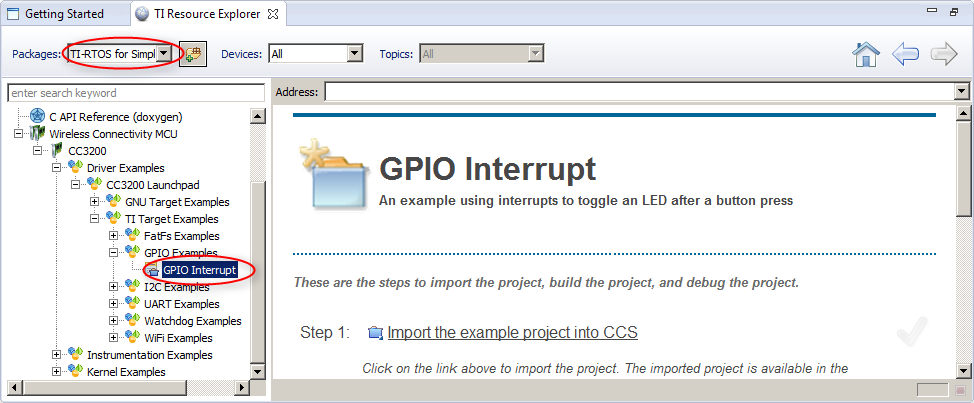 Getting Started
TI Resource Explorer
Packages: TI-RTOS for Simpl
Devices: All
Topics: All
enter search keyword
C API Reference (doxygen)
Wireless Connectivity MCU
CC3200
Driver Examples
CC3200 Launchpad
GNU Target Examples
TI Target Examples
FatFs Examples
GPIO Examples
GPIO Interrupt
I2C Examples
UART Examples
Watchdog Examples
WiFi Examples
Instrumentation Examples
Kernel Examples
Address:
GPIO Interrupt
An example using interrupts to toggle an LED after a button press
These are the steps to import the project, build the project, and debug the project.
Step 1: Import the example project into CCS
Click on the link above to import the project. The imported project is available in the